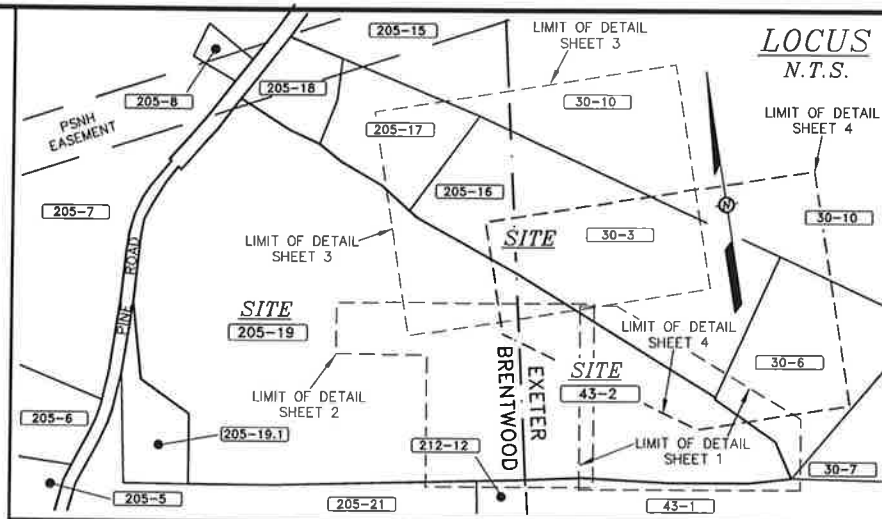 205-15
LIMIT OF DETAIL
SHEET 3
LOCUS
N.T.S.
205-8
205-18
30-10
LIMIT OF DETAIL
SHEET 4
PSNH
EASEMENT
205-17
205-7
205-16
30-10
SITE
30-3
N
LIMIT OF DETAIL
SHEET 3
PINE ROAD
SITE
205-19
LIMIT OF DETAIL
SHEET 4
BRENTWOOD
EXETER
SITE
43-2
30-6
LIMIT OF DETAIL
SHEET 2
205-6
205-19.1
212-12
LIMIT OF DETAIL
SHEET 1
30-7
205-5
205-21
43-1